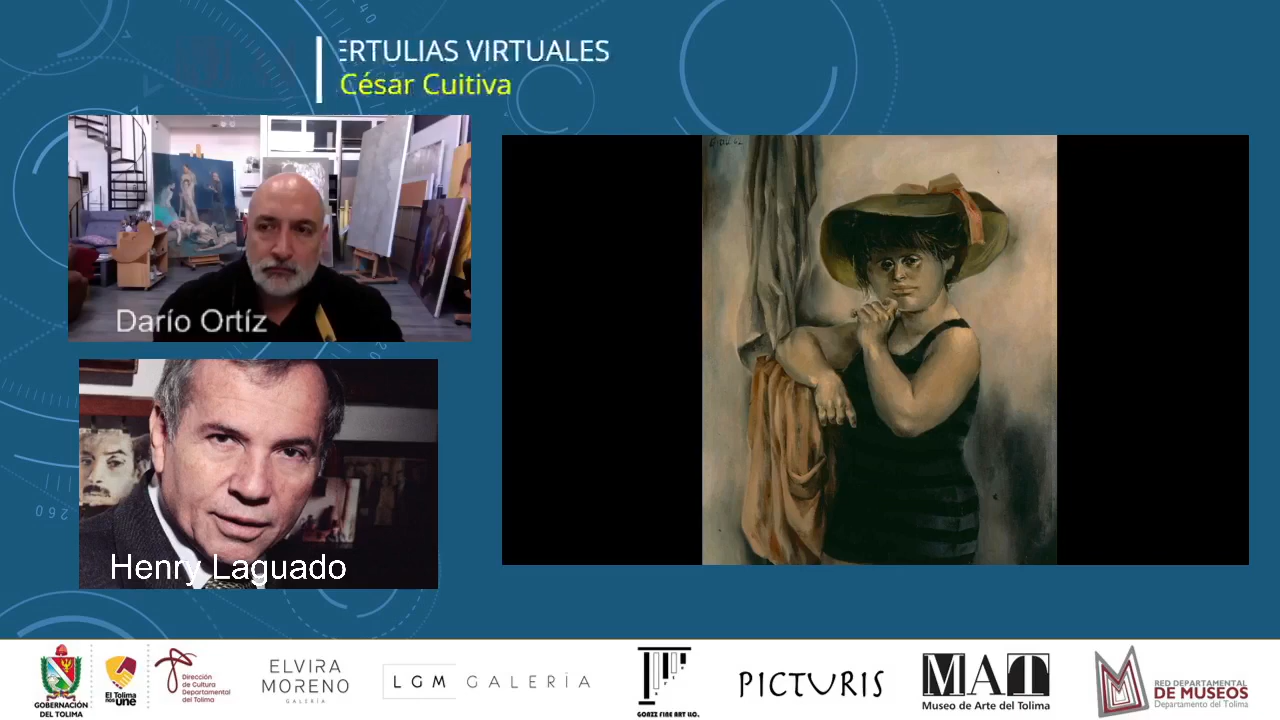 ERTULIAS VIRTUALES
César Cuitiva
Darío Ortíz
Henry Laguado
GOBERNACIÓN
DEL TOLIMA
El Tolima
nos UNE
Dirección
de Cultura
Departamental
del Tolima
ELVIRA
MORENO
GALERÍA
LGM GALERÍA
GOAZZ FINE ART LLC.
PICTURIS
MAT
Museo de Arte del Tolima
RED DEPARTAMENTAL
DE MUSEOS
Departamento del Tolima
260